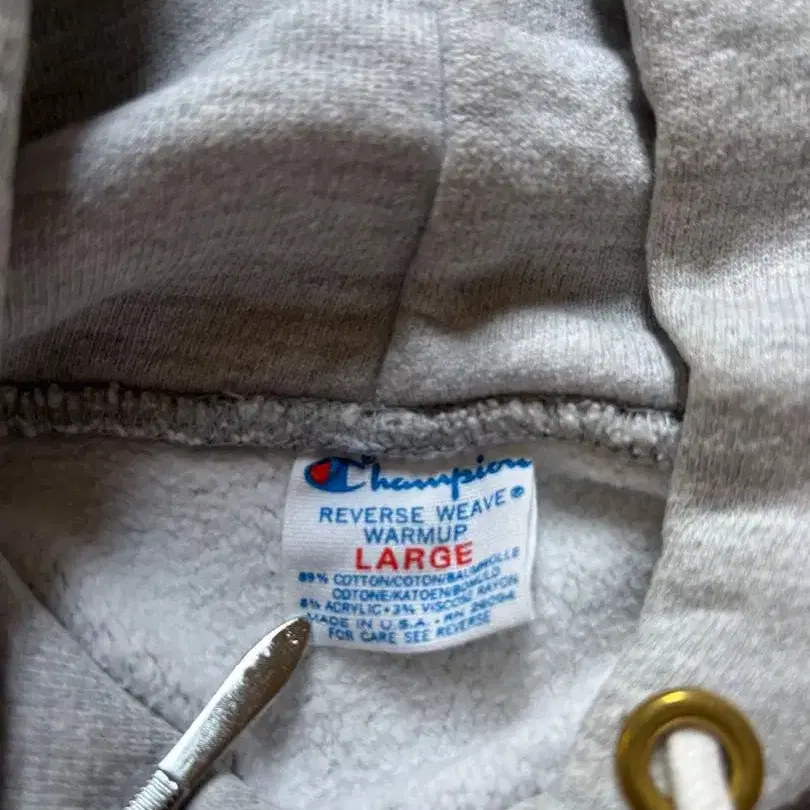 Champion
REVERSE WEAVE®
WARMUP
LARGE
89% COTTON/COTON/BAUMWOLLE
COTONE/KATOEN/BOMULD
8% ACRYLIC • 3% VISCOSE RAYON
MADE IN U.S.A. • RN 26094
FOR CARE SEE REVERSE